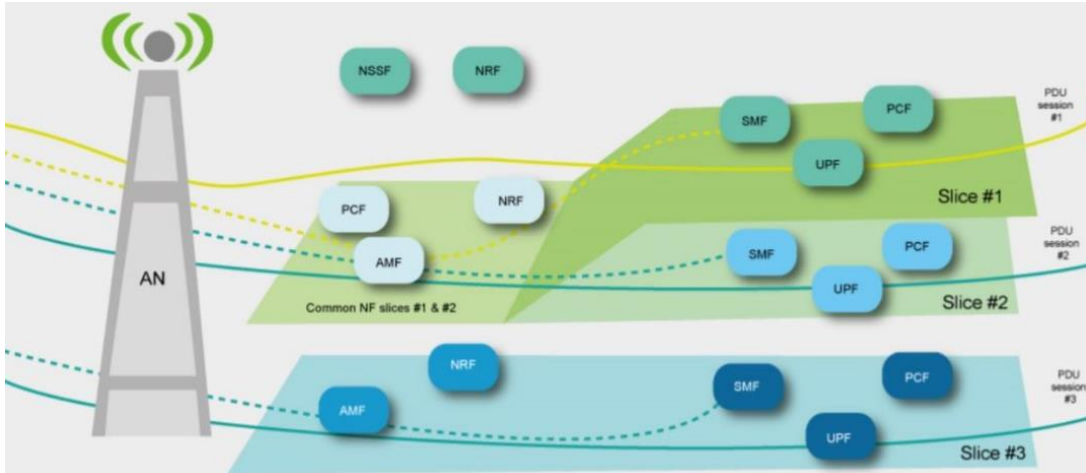 NSSF
NRF
PDU
session
#1
SMF
PCF
UPF
Slice #1
PCF
NRF
AMF
AN
Common NF slices #1 & #2
PDU
session
#2
SMF
PCF
UPF
Slice #2
NRF
AMF
PDU
session
#3
SMF
PCF
UPF
Slice #3